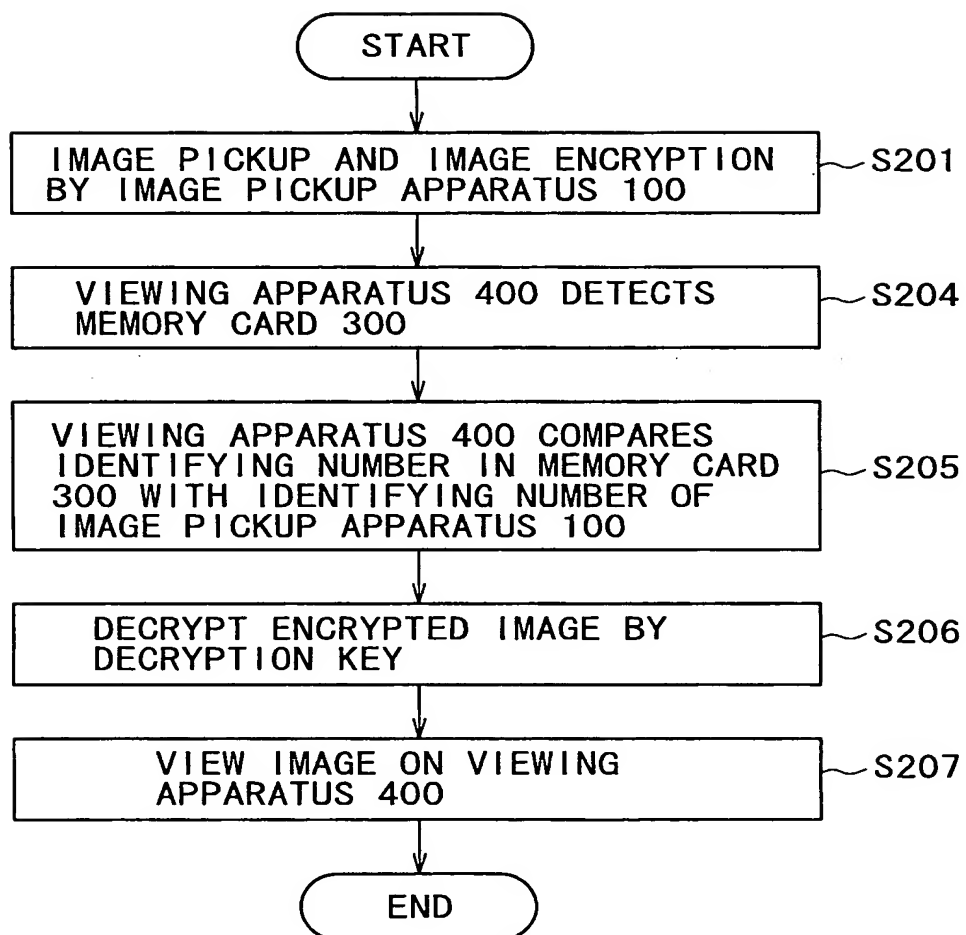 START
IMAGE PICKUP AND IMAGE ENCRYPTION
BY IMAGE PICKUP APPARATUS 100
S201
VIEWING APPARATUS 400 DETECTS
MEMORY CARD 300
S204
VIEWING APPARATUS 400 COMPARES
IDENTIFYING NUMBER IN MEMORY CARD
300 WITH IDENTIFYING NUMBER OF
IMAGE PICKUP APPARATUS 100
S205
DECRYPT ENCRYPTED IMAGE BY
DECRYPTION KEY
S206
VIEW IMAGE ON VIEWING
APPARATUS 400
S207
END